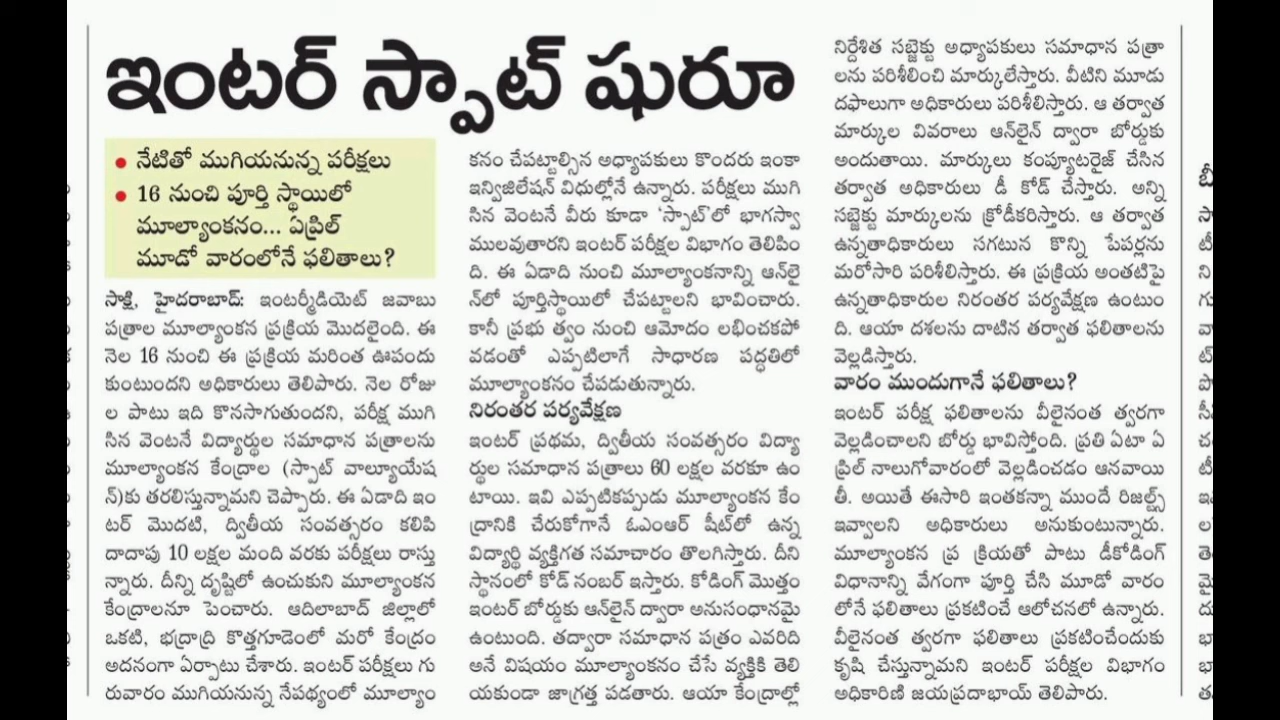 ఇంటర్ స్పాట్ షురూ
• నేటితో ముగియనున్న పరీక్షలు
• 16 నుంచి పూర్తి స్థాయిలో
మూల్యాంకనం... ఏప్రిల్
మూడో వారంలోనే ఫలితాలు?
సాక్షి, హైదరాబాద్: ఇంటర్మీడియెట్ జవాబు
పత్రాల మూల్యాంకన ప్రక్రియ మొదలైంది. ఈ
నెల 16 నుంచి ఈ ప్రక్రియ మరింత ఊపందు
కుంటుందని అధికారులు తెలిపారు. నెల రోజు
ల పాటు ఇది కొనసాగుతుందని, పరీక్ష ముగి
సిన వెంటనే విద్యార్థుల సమాధాన పత్రాలను
మూల్యాంకన కేంద్రాల (స్పాట్ వాల్యూయేష
న్)కు తరలిస్తున్నామని చెప్పారు. ఈ ఏడాది ఇం
టర్ మొదటి, ద్వితీయ సంవత్సరం కలిపి
దాదాపు 10 లక్షల మంది వరకు పరీక్షలు రాస్తు
న్నారు. దీన్ని దృష్టిలో ఉంచుకుని మూల్యాంకన
కేంద్రాలనూ పెంచారు. ఆదిలాబాద్ జిల్లాలో
ఒకటి, భద్రాద్రి కొత్తగూడెంలో మరో కేంద్రం
అదనంగా ఏర్పాటు చేశారు. ఇంటర్ పరీక్షలు గు
రువారం ముగియనున్న నేపథ్యంలో మూల్యాం
కనం చేపట్టాల్సిన అధ్యాపకులు కొందరు ఇంకా
ఇన్విజిలేషన్ విధుల్లోనే ఉన్నారు. పరీక్షలు ముగి
సిన వెంటనే వీరు కూడా ‘స్పాట్’లో భాగస్వా
ములవుతారని ఇంటర్ పరీక్షల విభాగం తెలిపిం
ది. ఈ ఏడాది నుంచి మూల్యాంకనాన్ని ఆన్‌లై
న్‌లో పూర్తిస్థాయిలో చేపట్టాలని భావించారు.
కానీ ప్రభు త్వం నుంచి ఆమోదం లభించకపో
వడంతో ఎప్పటిలాగే సాధారణ పద్ధతిలో
మూల్యాంకనం చేపడుతున్నారు.
నిరంతర పర్యవేక్షణ
ఇంటర్ ప్రథమ, ద్వితీయ సంవత్సరం విద్యా
ర్థుల సమాధాన పత్రాలు 60 లక్షల వరకూ ఉం
టాయి. ఇవి ఎప్పటికప్పుడు మూల్యాంకన కేం
ద్రానికి చేరుకోగానే ఓఎంఆర్ షీట్‌లో ఉన్న
విద్యార్థి వ్యక్తిగత సమాచారం తొలగిస్తారు. దీని
స్థానంలో కోడ్ నంబర్ ఇస్తారు. కోడింగ్ మొత్తం
ఇంటర్ బోర్డుకు ఆన్‌లైన్ ద్వారా అనుసంధానమై
ఉంటుంది. తద్వారా సమాధాన పత్రం ఎవరిది
అనే విషయం మూల్యాంకనం చేసే వ్యక్తికి తెలి
యకుండా జాగ్రత్త పడతారు. ఆయా కేంద్రాల్లో
నిర్దేశిత సబ్జెక్టు అధ్యాపకులు సమాధాన పత్రా
లను పరిశీలించి మార్కులేస్తారు. వీటిని మూడు
దఫాలుగా అధికారులు పరిశీలిస్తారు. ఆ తర్వాత
మార్కుల వివరాలు ఆన్‌లైన్ ద్వారా బోర్డుకు
అందుతాయి. మార్కులు కంప్యూటరైజ్ చేసిన
తర్వాత అధికారులు డీ కోడ్ చేస్తారు. అన్ని
సబ్జెక్టు మార్కులను క్రోడీకరిస్తారు. ఆ తర్వాత
ఉన్నతాధికారులు సగటున కొన్ని పేపర్లను
మరోసారి పరిశీలిస్తారు. ఈ ప్రక్రియ అంతటిపై
ఉన్నతాధికారుల నిరంతర పర్యవేక్షణ ఉంటుం
ది. ఆయా దశలను దాటిన తర్వాత ఫలితాలను
వెల్లడిస్తారు.
వారం ముందుగానే ఫలితాలు?
ఇంటర్ పరీక్ష ఫలితాలను వీలైనంత త్వరగా
వెల్లడించాలని బోర్డు భావిస్తోంది. ప్రతి ఏటా ఏ
ప్రిల్ నాలుగోవారంలో వెల్లడించడం ఆనవాయి
తీ. అయితే ఈసారి ఇంతకన్నా ముందే రిజల్ట్స్
ఇవ్వాలని అధికారులు అనుకుంటున్నారు.
మూల్యాంకన ప్ర క్రియతో పాటు డీకోడింగ్
విధానాన్ని వేగంగా పూర్తి చేసి మూడో వారం
లోనే ఫలితాలు ప్రకటించే ఆలోచనలో ఉన్నారు.
వీలైనంత త్వరగా ఫలితాలు ప్రకటించేందుకు
కృషి చేస్తున్నామని ఇంటర్ పరీక్షల విభాగం
అధికారిణి జయప్రదాభాయ్ తెలిపారు.